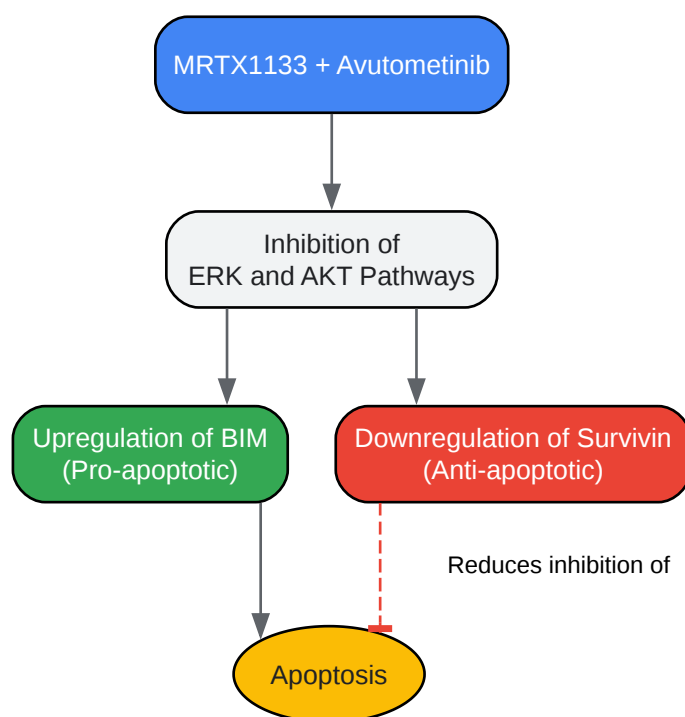 MRTX1133 + Avutometinib
Inhibition of
ERK and AKT Pathways
Upregulation of BIM
(Pro-apoptotic)
Downregulation of Survivin
(Anti-apoptotic)
Reduces inhibition of
Apoptosis